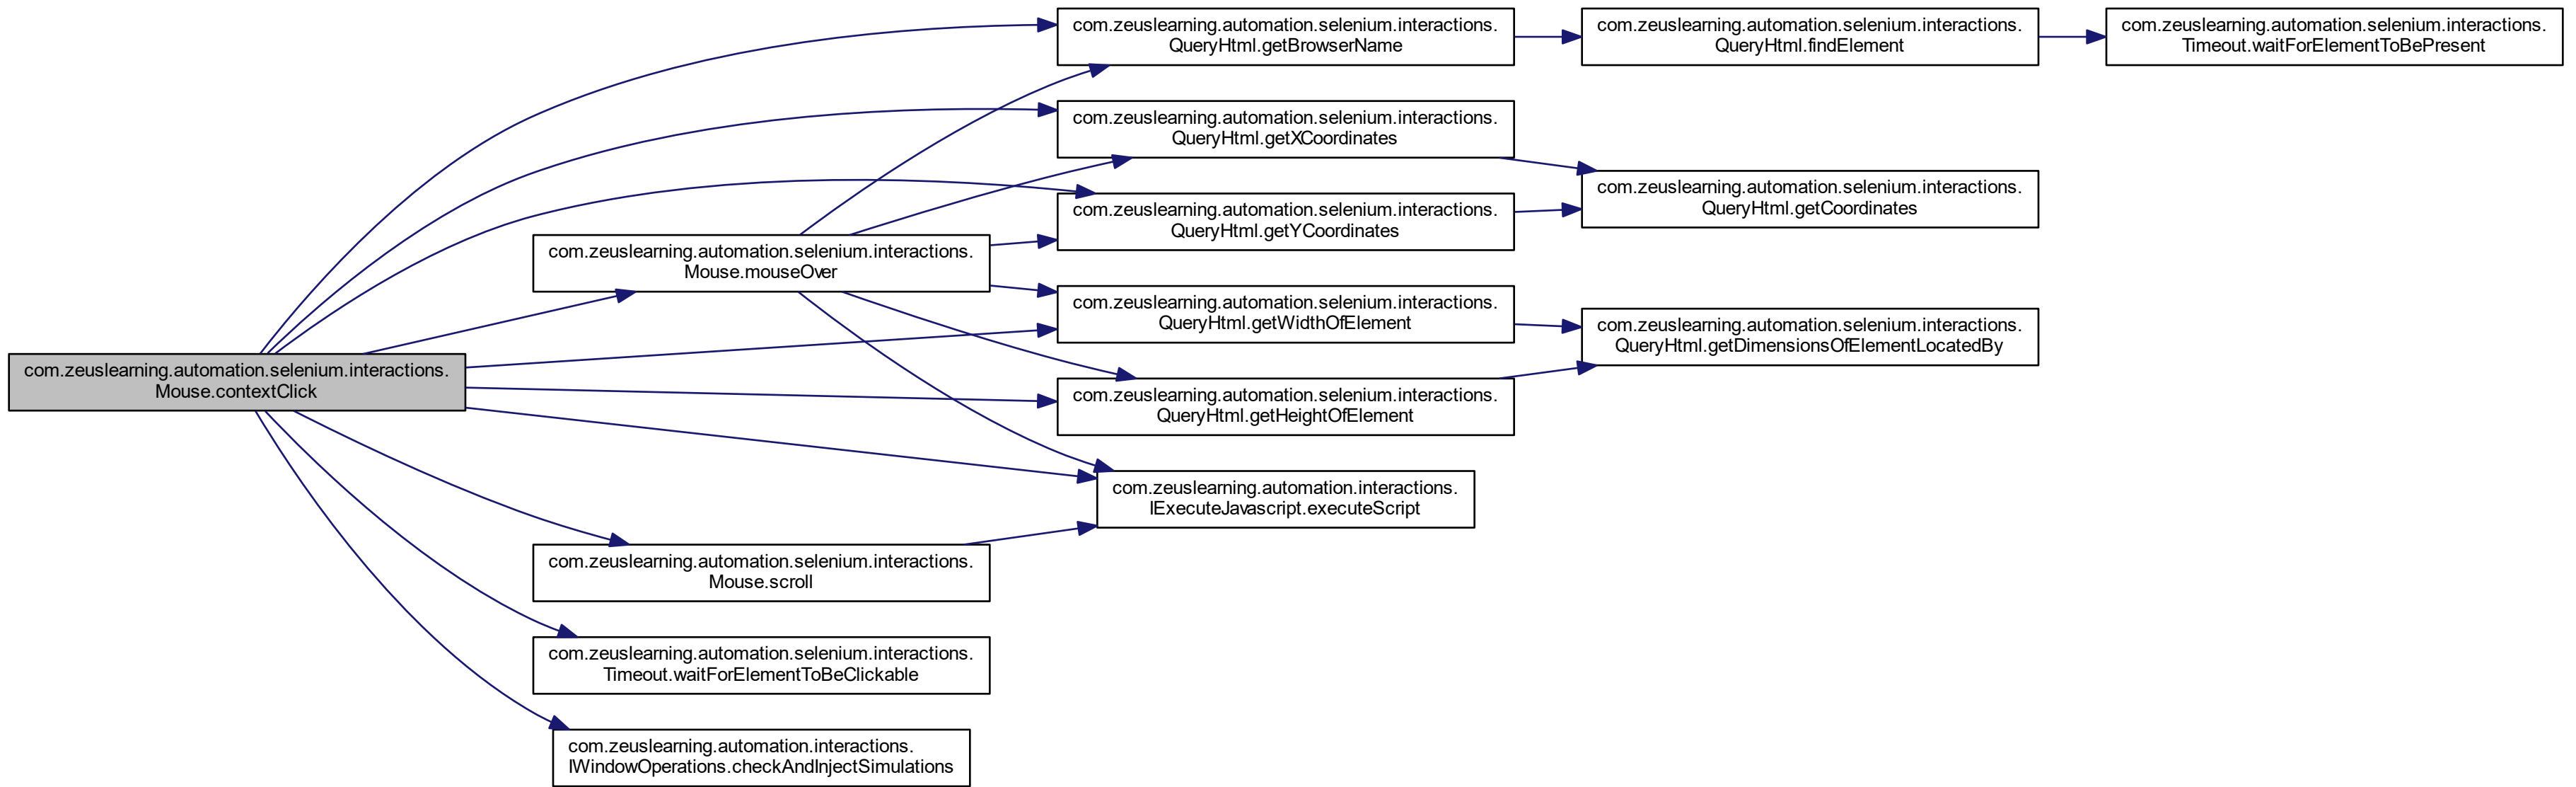 com.zeuslearning.automation.selenium.interactions.
Mouse.contextClick
com.zeuslearning.automation.selenium.interactions.
Mouse.mouseOver
com.zeuslearning.automation.selenium.interactions.
Mouse.scroll
com.zeuslearning.automation.selenium.interactions.
Timeout.waitForElementToBeClickable
com.zeuslearning.automation.interactions.
IWindowOperations.checkAndInjectSimulations
com.zeuslearning.automation.selenium.interactions.
QueryHtml.getBrowserName
com.zeuslearning.automation.selenium.interactions.
QueryHtml.getXCoordinates
com.zeuslearning.automation.selenium.interactions.
QueryHtml.getYCoordinates
com.zeuslearning.automation.selenium.interactions.
QueryHtml.getWidthOfElement
com.zeuslearning.automation.selenium.interactions.
QueryHtml.getHeightOfElement
com.zeuslearning.automation.interactions.
IExecuteJavascript.executeScript
com.zeuslearning.automation.selenium.interactions.
QueryHtml.findElement
com.zeuslearning.automation.selenium.interactions.
QueryHtml.getCoordinates
com.zeuslearning.automation.selenium.interactions.
QueryHtml.getDimensionsOfElementLocatedBy
com.zeuslearning.automation.selenium.interactions.
Timeout.waitForElementToBePresent